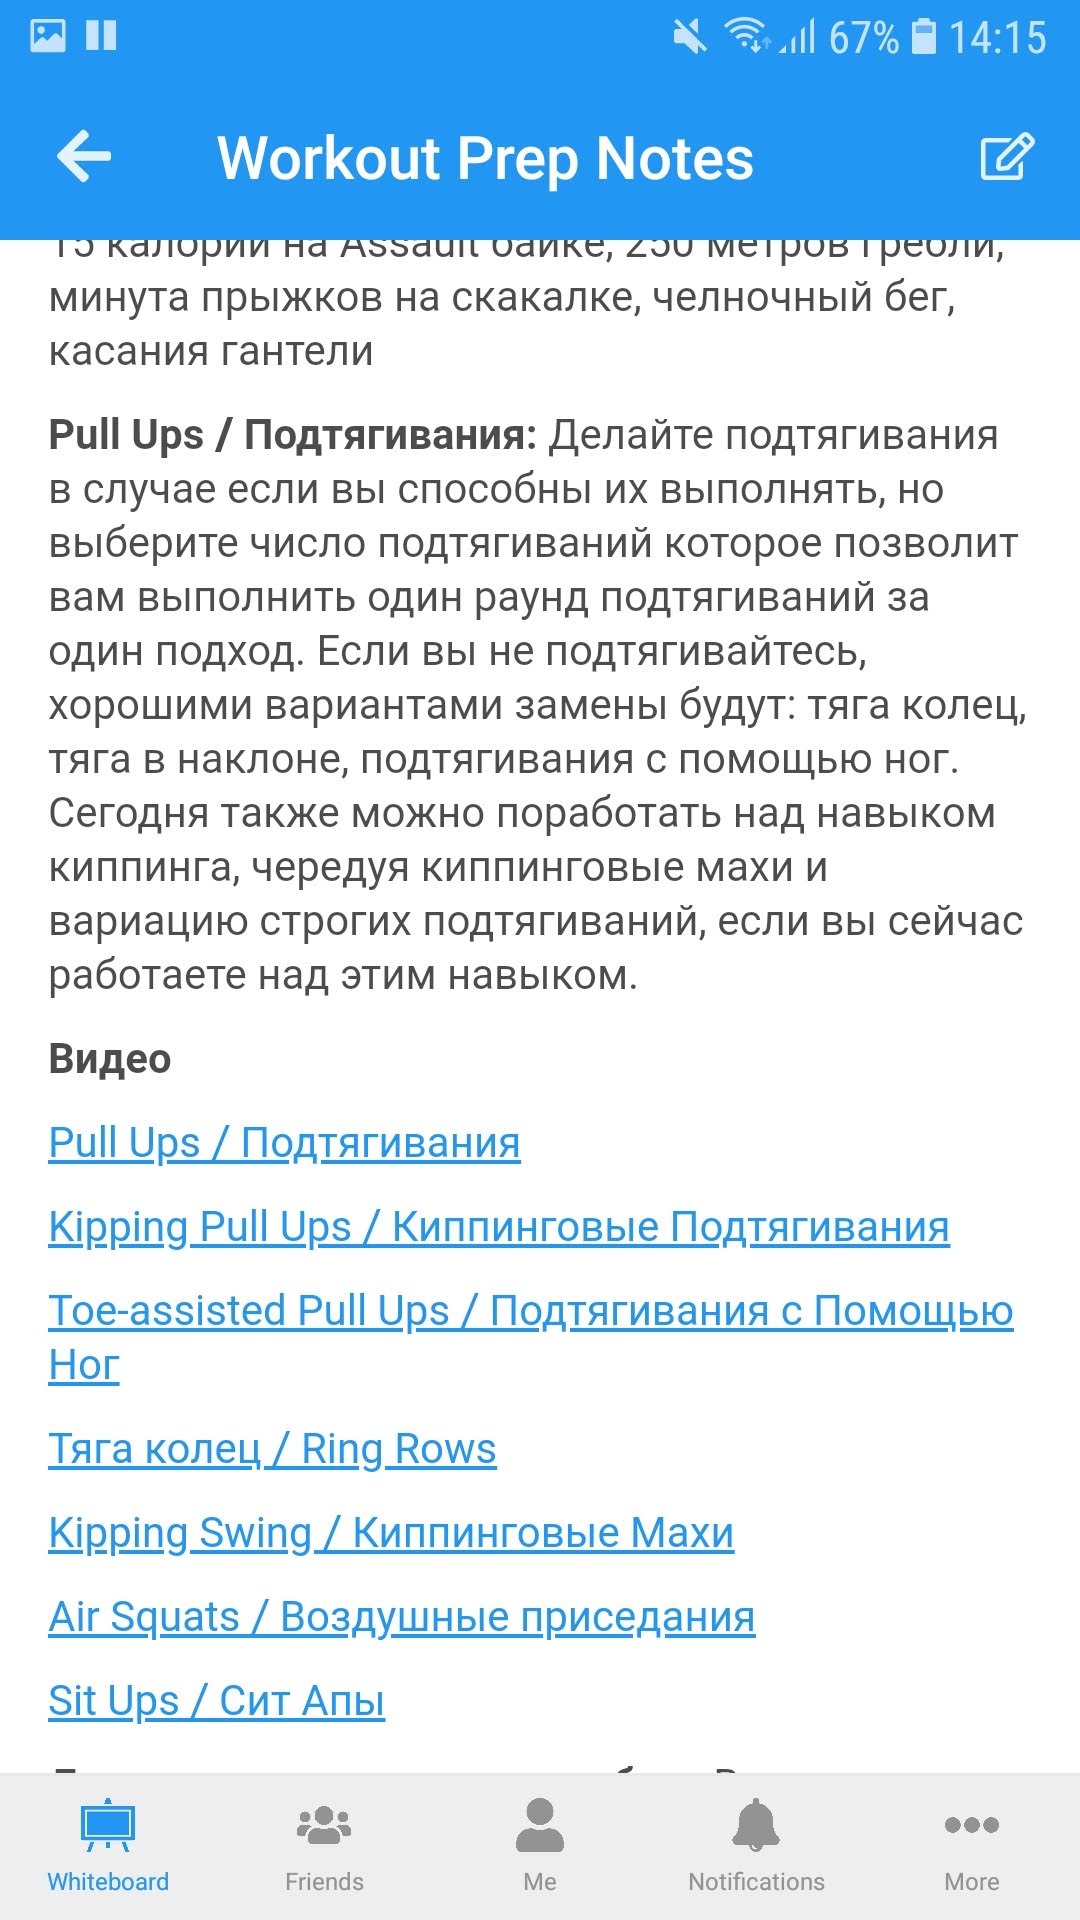 67% 14:15
Workout Prep Notes
15 калорий на Assault байке, 250 метров гребли,
минута прыжков на скакалке, челночный бег,
касания гантели
Pull Ups / Подтягивания: Делайте подтягивания
в случае если вы способны их выполнять, но
выберите число подтягиваний которое позволит
вам выполнить один раунд подтягиваний за
один подход. Если вы не подтягивайтесь,
хорошими вариантами замены будут: тяга колец,
тяга в наклоне, подтягивания с помощью ног.
Сегодня также можно поработать над навыком
киппинга, чередуя киппинговые махи и
вариацию строгих подтягиваний, если вы сейчас
работаете над этим навыком.
Видео
Pull Ups / Подтягивания
Kipping Pull Ups / Киппинговые Подтягивания
Toe-assisted Pull Ups / Подтягивания с Помощью
Ног
Тяга колец / Ring Rows
Kipping Swing / Киппинговые Махи
Air Squats / Воздушные приседания
Sit Ups / Сит Апы
Whiteboard Friends Me Notifications More